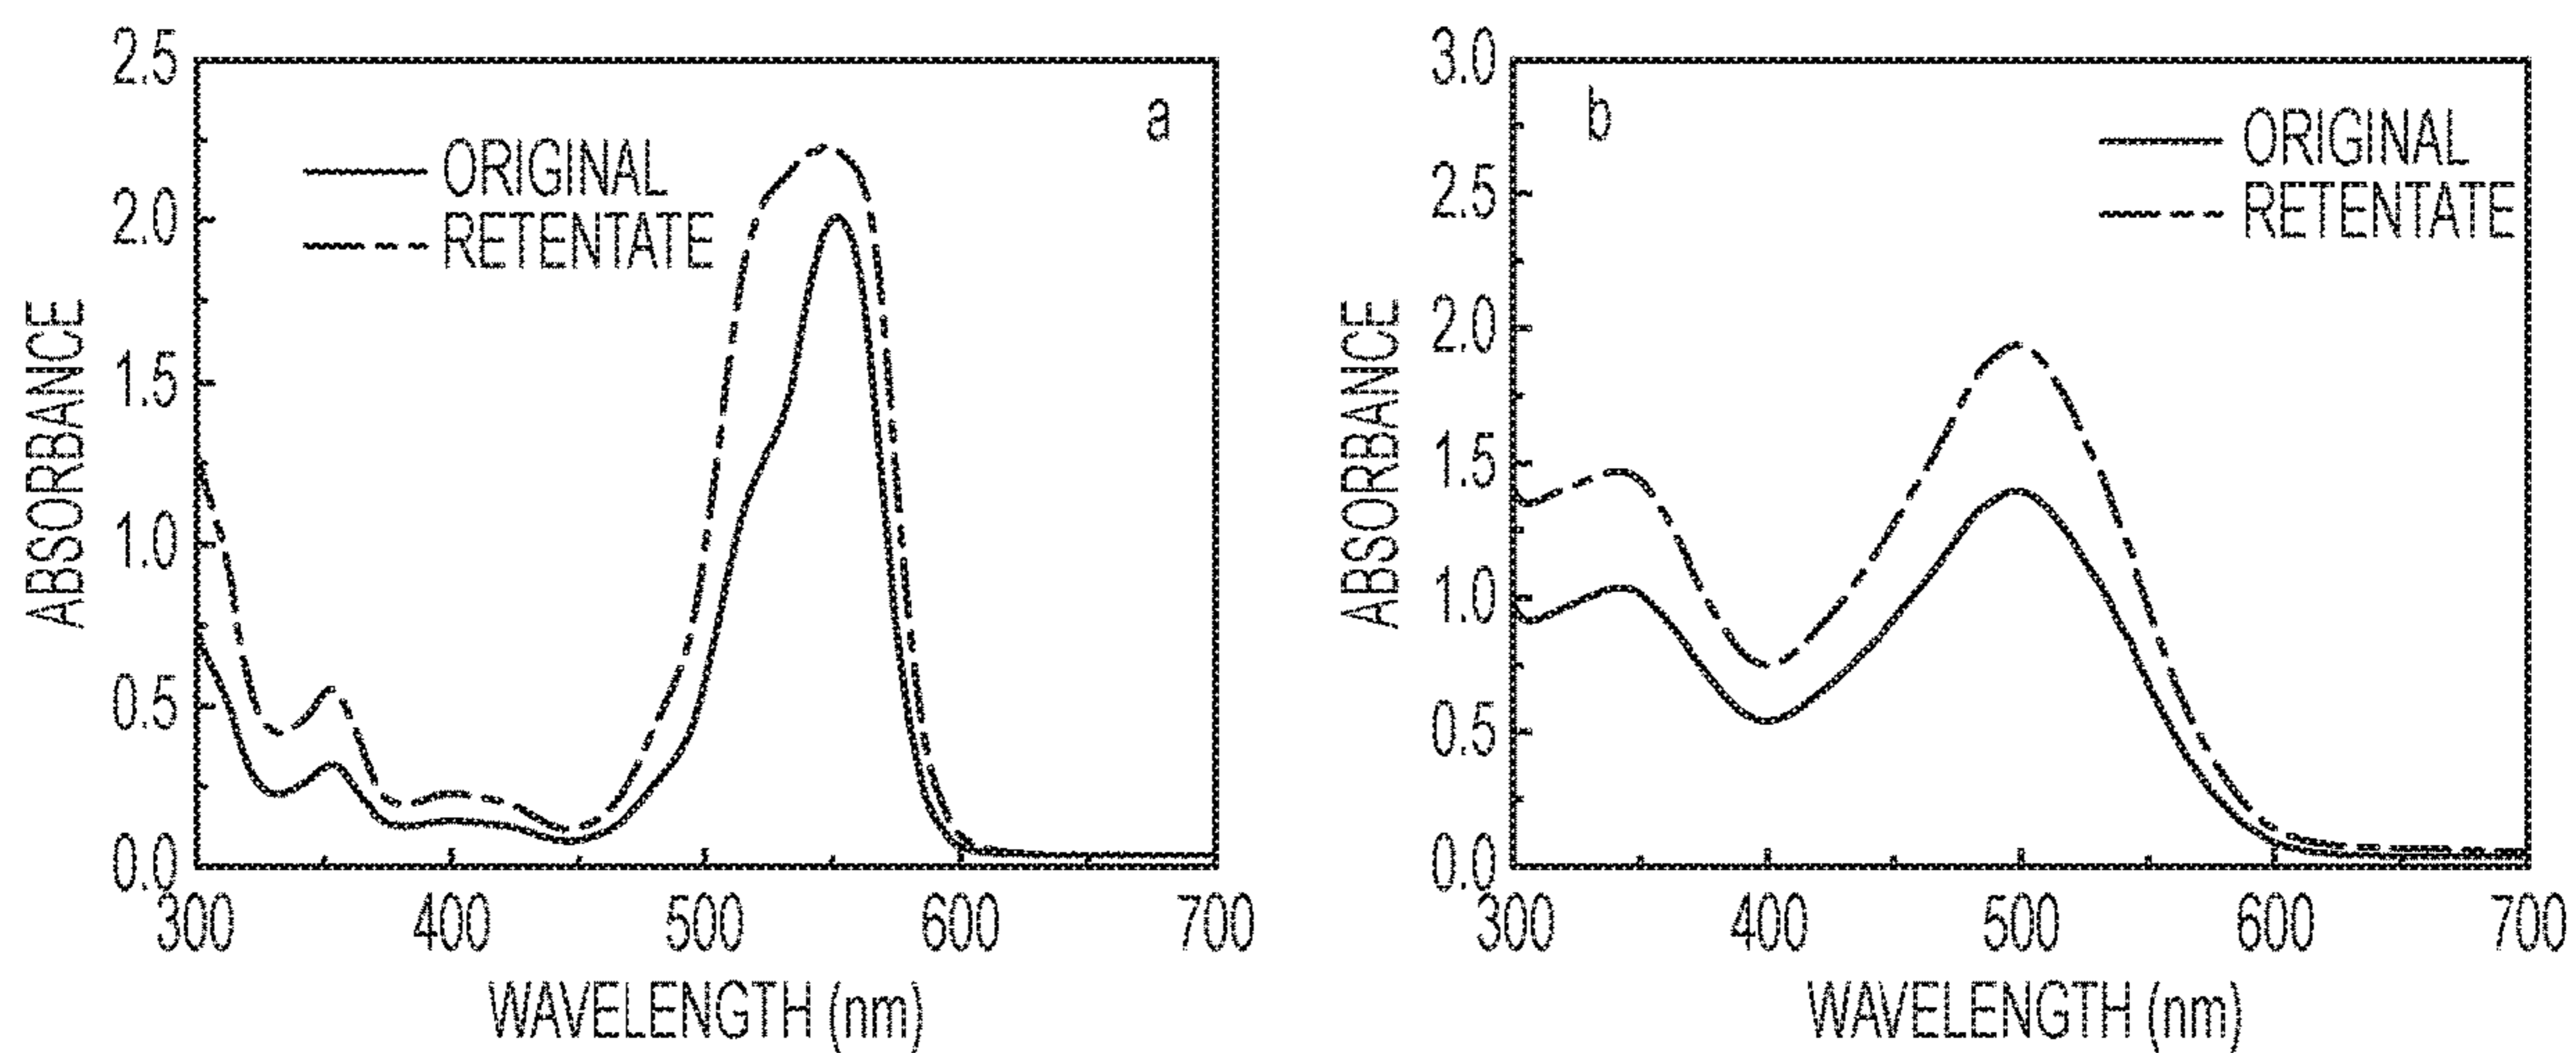 a
ORIGINAL
RETENTATE
2.5
2.0
1.5
1.0
0.5
0.0
ABSORBANCE
300 400 500 600 700
WAVELENGTH (nm)
b
ORIGINAL
RETENTATE
3.0
2.5
2.0
1.5
1.0
0.5
0.0
ABSORBANCE
300 400 500 600 700
WAVELENGTH (nm)